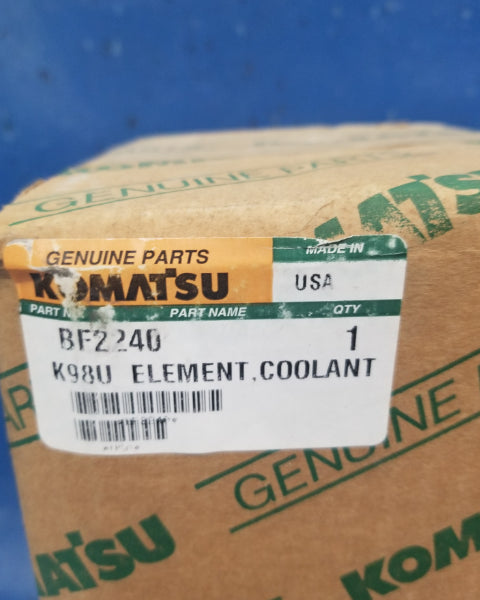 KOMATSU
GENUINE PARTS
GENUINE PARTS
MADE IN
KOMATSU
USA
PART NAME
QTY
BF2240
1
K98U ELEMENT,COOLANT
GENUINE
KOMATSU
KOM